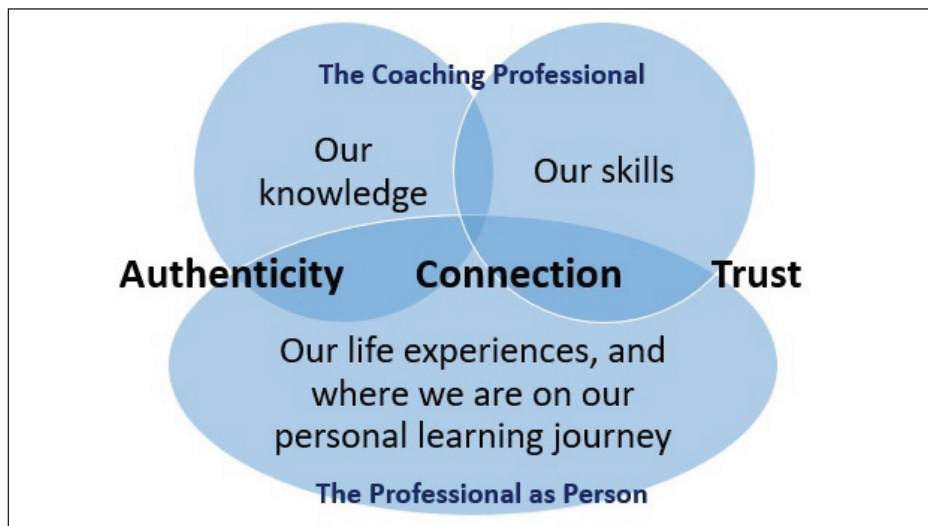 The Coaching Professional
Our
knowledge
Our skills
Authenticity Connection Trust
Our life experiences, and
where we are on our
personal learning journey
The Professional as Person